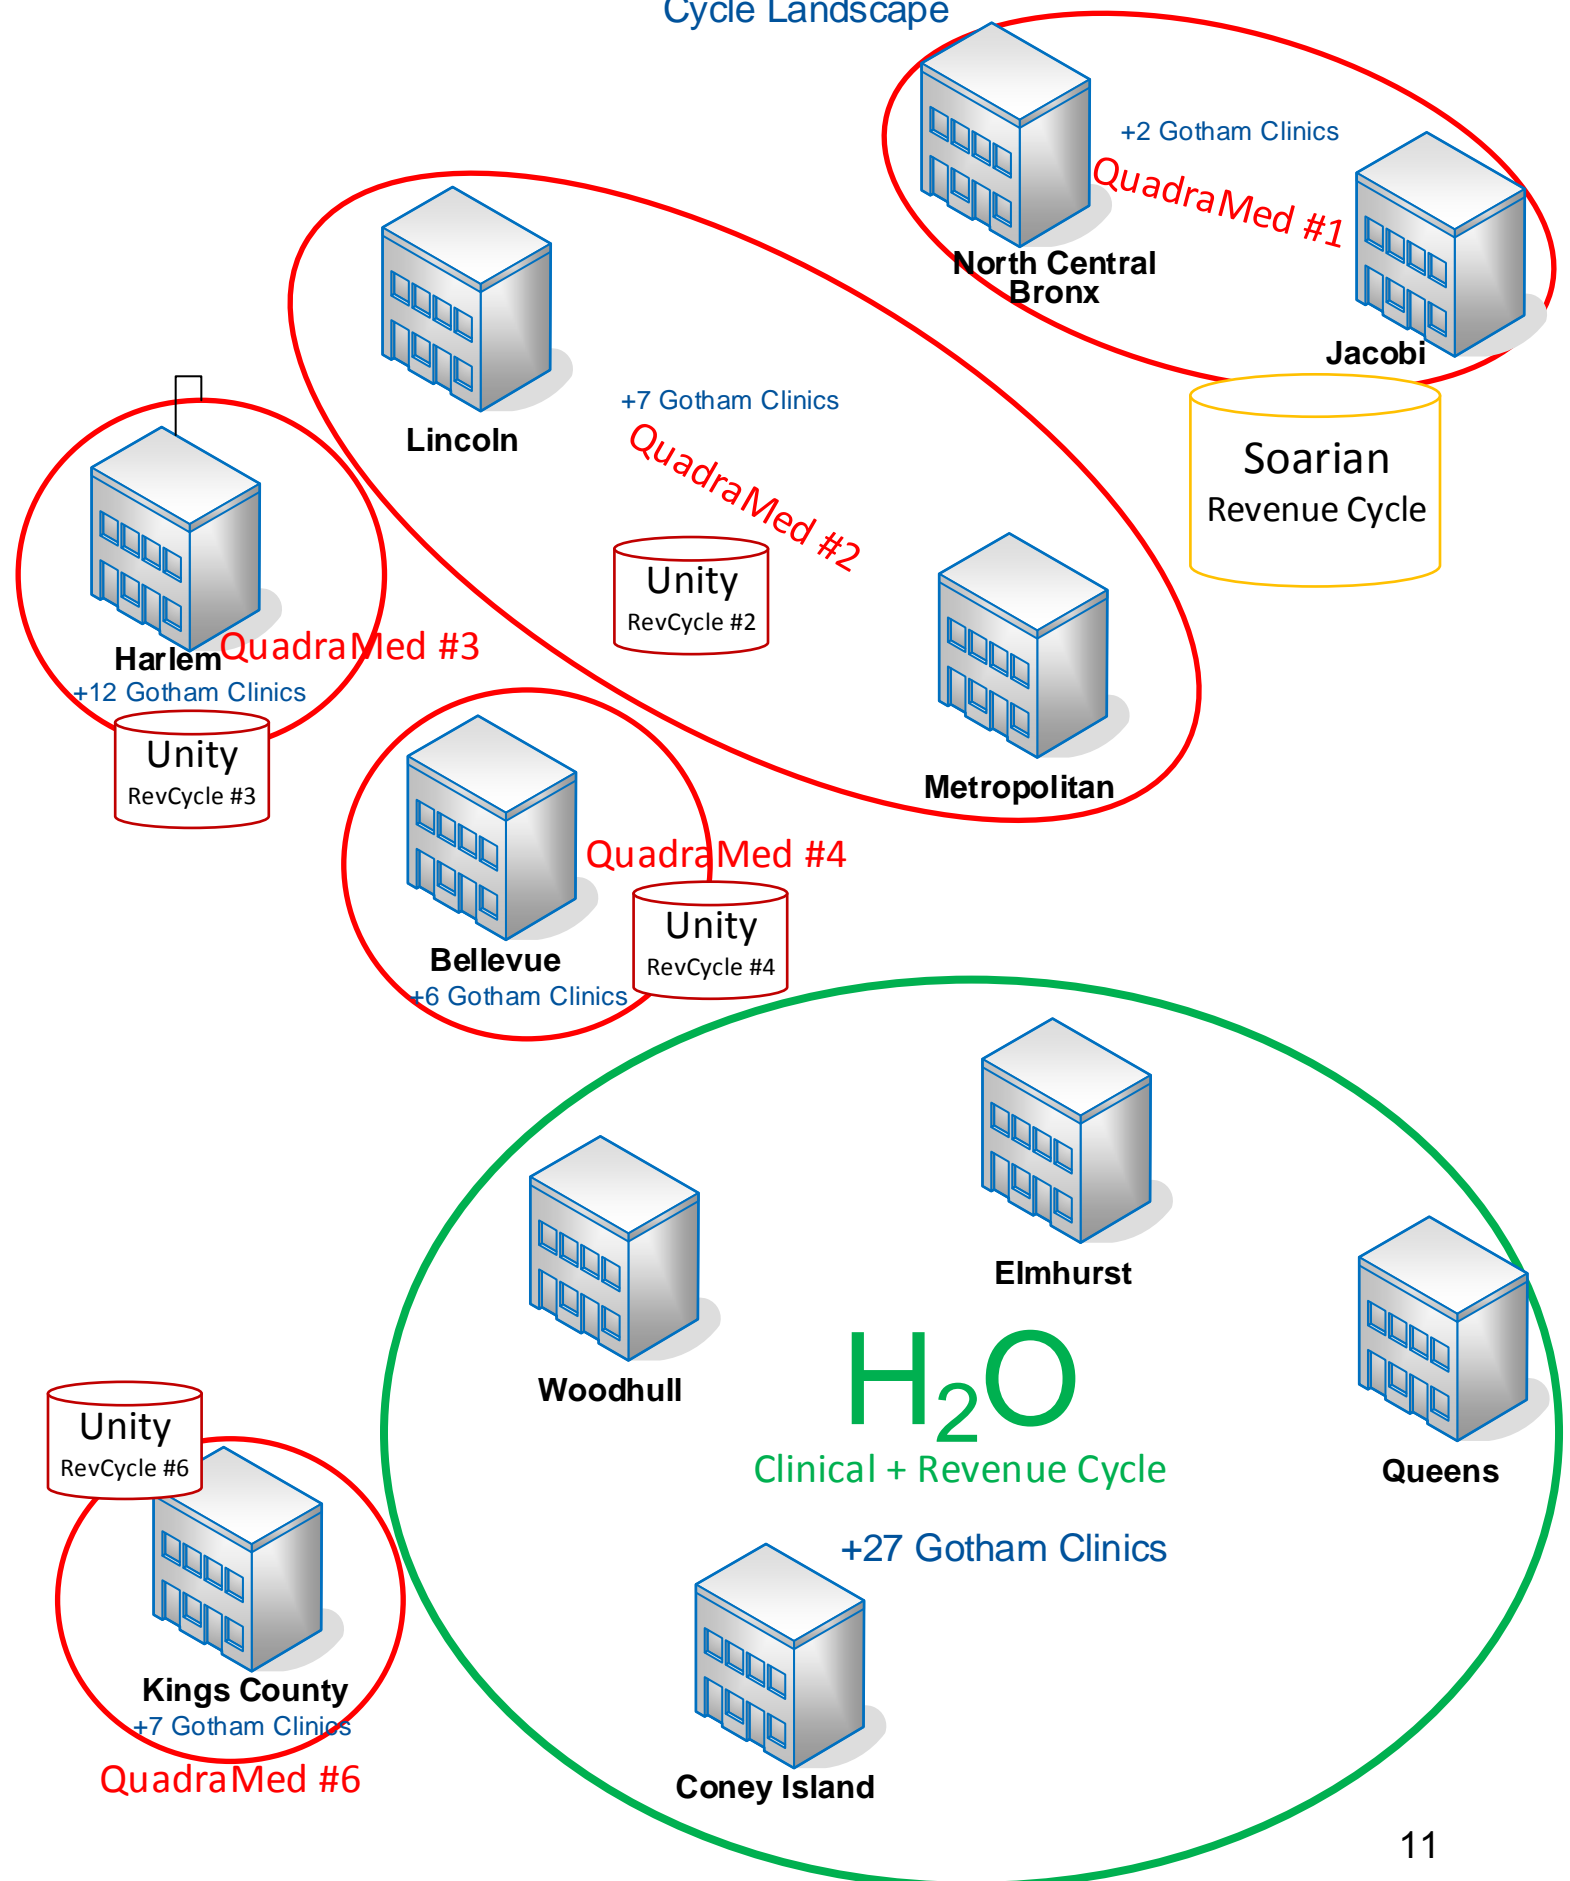 Cycle Landscape
+2 Gotham Clinics
QuadraMed #1
North Central
Bronx
Jacobi
Soarian
Revenue Cycle
Lincoln
+7 Gotham Clinics
QuadraMed #2
Unity
RevCycle #2
Metropolitan
Harlem
QuadraMed #3
+12 Gotham Clinics
Unity
RevCycle #3
QuadraMed #4
Unity
RevCycle #4
Bellevue
+6 Gotham Clinics
Elmhurst
Woodhull
H₂O
Clinical + Revenue Cycle
Queens
+27 Gotham Clinics
Unity
RevCycle #6
Kings County
+7 Gotham Clinics
QuadraMed #6
Coney Island
11